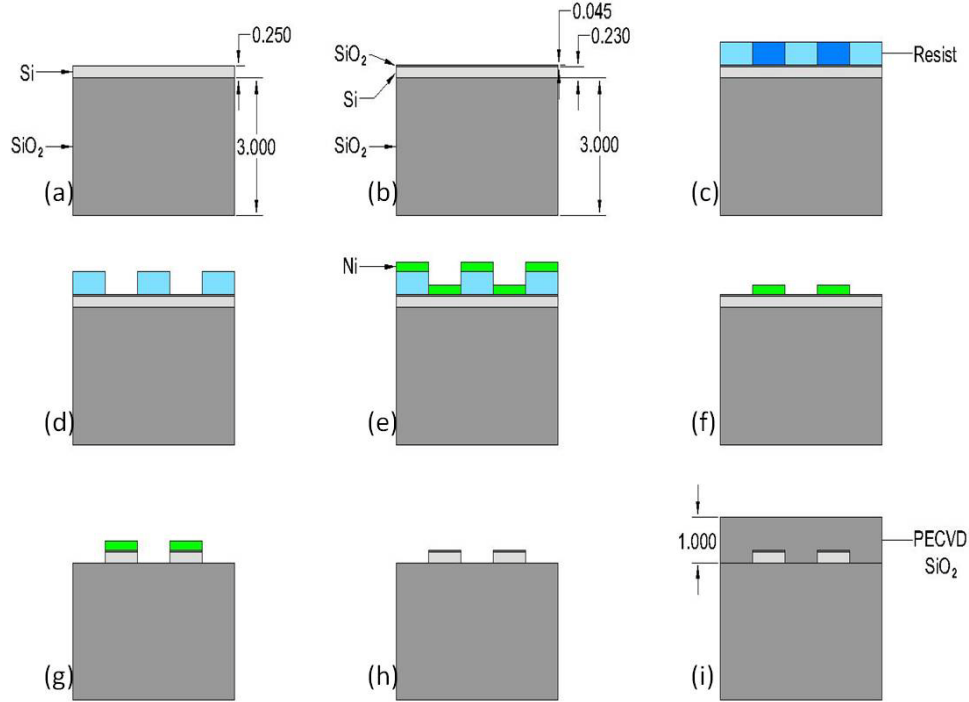 0.250
Si
SiO₂
3.000
(a)
0.045
0.230
SiO₂
Si
SiO₂
3.000
(b)
Resist
(c)
(d)
Ni
(e)
(f)
(g)
(h)
1.000
PECVD
SiO₂
(i)